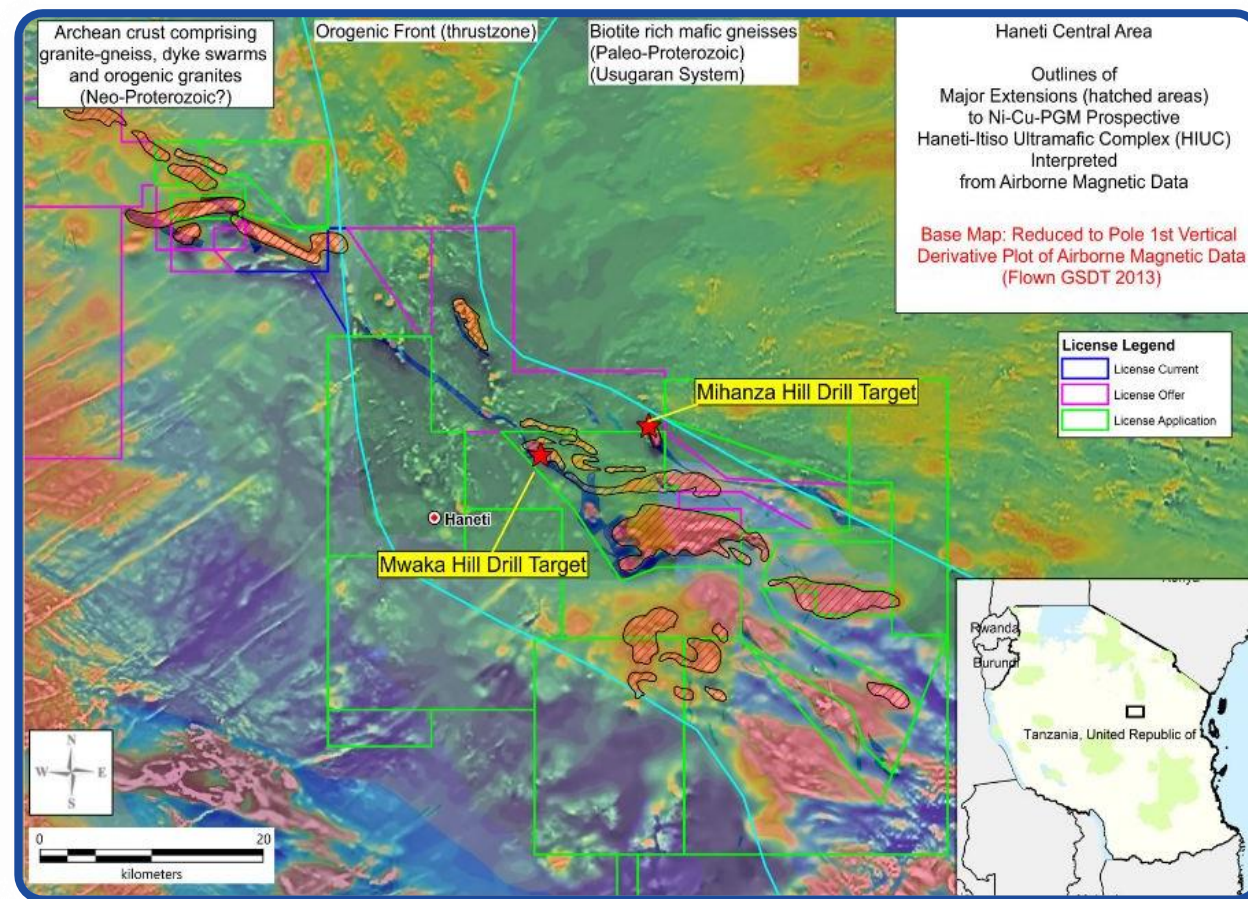 Archean crust comprising
granite-gneiss, dyke swarms
and orogenic granites
(Neo-Proterozoic?)
Orogenic Front (thrustzone)
Biotite rich mafic gneisses
(Paleo-Proterozoic)
(Usugaran System)
Haneti Central Area
Outlines of
Major Extensions (hatched areas)
to Ni-Cu-PGM Prospective
Haneti-Itiso Ultramafic Complex (HIUC)
Interpreted
from Airborne Magnetic Data
Base Map: Reduced to Pole 1st Vertical
Derivative Plot of Airborne Magnetic Data
(Flown GSDT 2013)
License Legend
License Current
License Offer
License Application
Mihanza Hill Drill Target
Haneti
Mwaka Hill Drill Target
Rwanda
Burundi
Tanzania, United Republic of
N
W E
S
0 20
kilometers